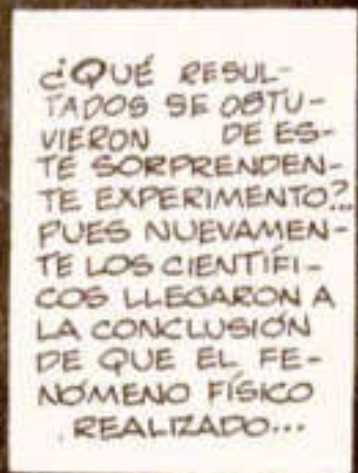 ¿QUÉ RESUL-
TADOS SE OBTU-
VIERON DE ES-
TE SORPRENDEN-
TE EXPERIMENTO?..
PUES NUEVAMEN-
TE LOS CIENTÍFI-
COS LLEGARON A
LA CONCLUSIÓN
DE QUE EL FE-
NÓMENO FÍSICO
REALIZADO...